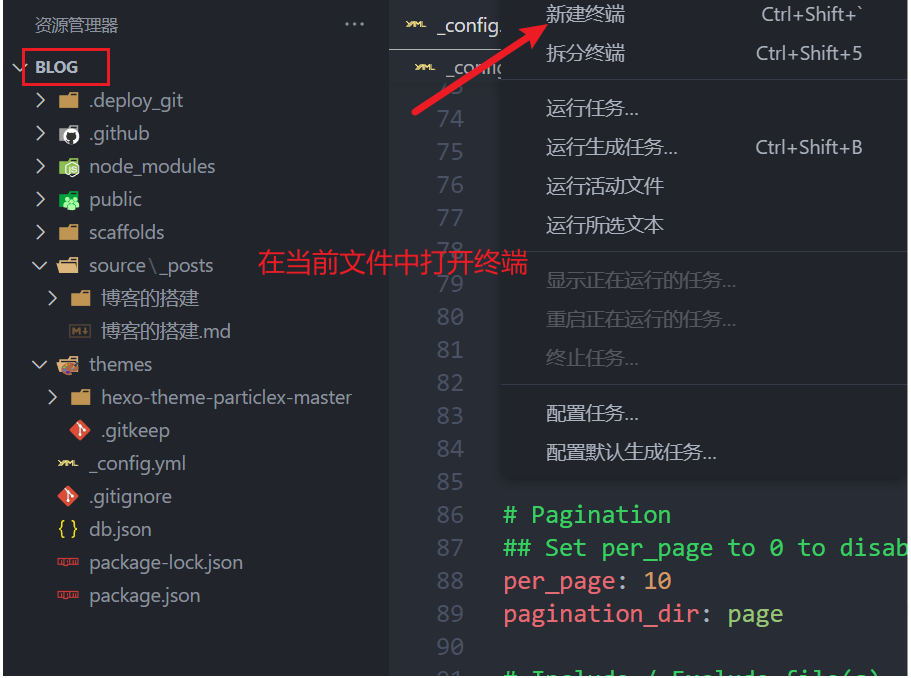 资源管理器
BLOG
.deploy_git
.github
node_modules
public
scaffolds
source\_posts
博客的搭建
博客的搭建.md
themes
hexo-theme-particlex-master
.gitkeep
_config.yml
.gitignore
db.json
package-lock.json
package.json
在当前文件中打开终端
_config.
_config
新建终端 Ctrl+Shift+`
拆分终端 Ctrl+Shift+5
运行任务...
运行生成任务... Ctrl+Shift+B
运行活动文件
运行所选文本
显示正在运行的任务...
重启正在运行的任务...
终止任务...
配置任务...
配置默认生成任务...
73
74
75
76
77
78
79
80
81
82
83
84
85
86 # Pagination
87 ## Set per_page to 0 to disab
88 per_page: 10
89 pagination_dir: page
90
91 # Include / Exclude file(s)